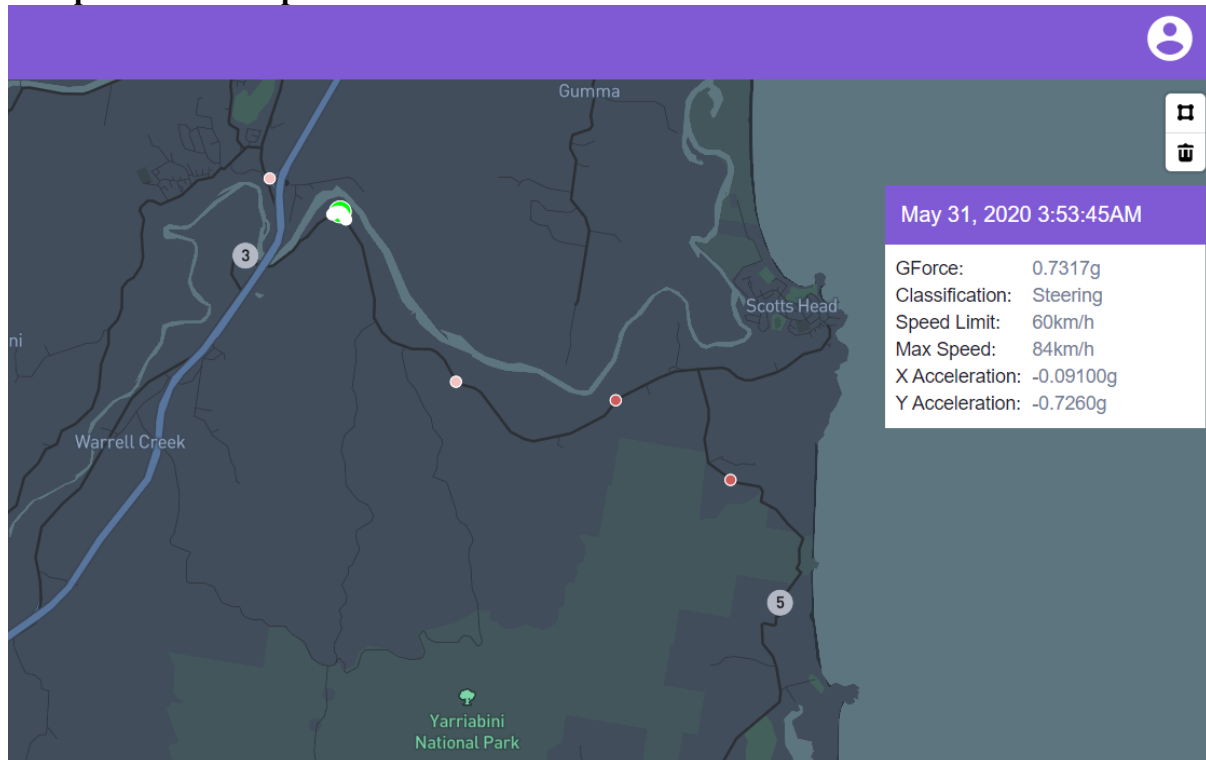 Gumma
3
Scotts Head
ni
Warrell Creek
5
Yarriabini
National Park
May 31, 2020 3:53:45AM
GForce: 0.7317g
Classification: Steering
Speed Limit: 60km/h
Max Speed: 84km/h
X Acceleration: -0.09100g
Y Acceleration: -0.7260g